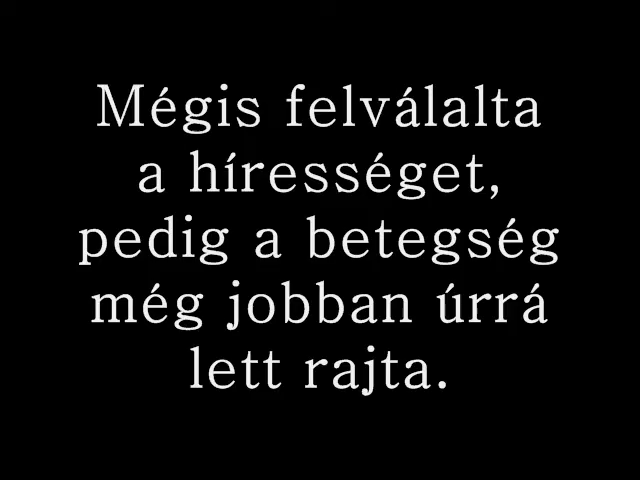 Mégis felválalta
a hírességet,
pedig a betegség
még jobban úrrá
lett rajta.